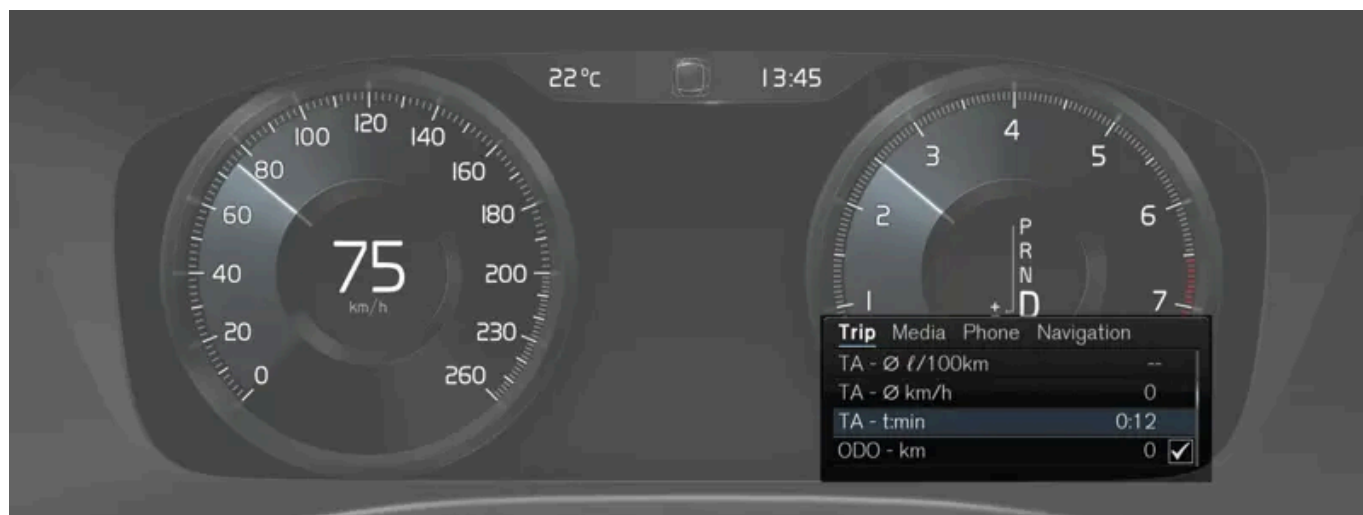 22°C 13:45
0
20
40
60
80
100
120
140
160
180
200
230
260
75
km/h
1
2
3
4
5
6
7
P
R
N
± D
Trip Media Phone Navigation
TA - Ø ℓ/100km --
TA - Ø km/h 0
TA - t:min 0:12
ODO - km 0